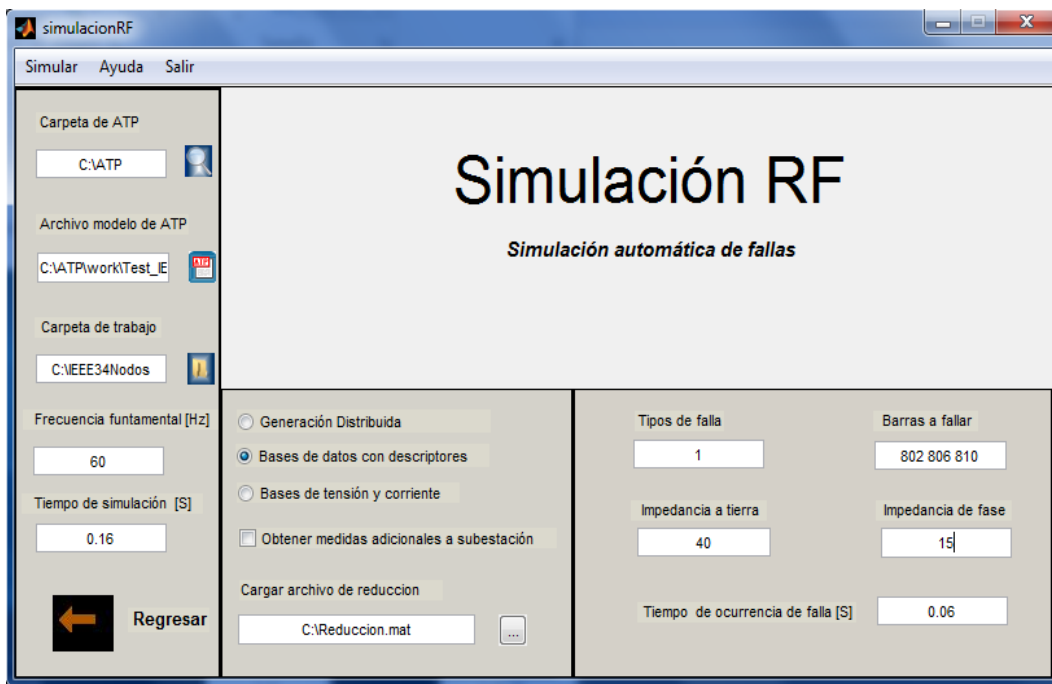 simulacionRF
Simular Ayuda Salir
Carpeta de ATP
C:\ATP
Archivo modelo de ATP
C:\ATP\work\Test_IE
ATP
Carpeta de trabajo
C:\IEEE34Nodos
Frecuencia funtamental [Hz]
60
Tiempo de simulación [S]
0.16
Regresar
Simulación RF
Simulación automática de fallas
Generación Distribuida
Bases de datos con descriptores
Bases de tensión y corriente
Obtener medidas adicionales a subestación
Cargar archivo de reduccion
C:\Reduccion.mat
...
Tipos de falla
1
Barras a fallar
802 806 810
Impedancia a tierra
40
Impedancia de fase
15
Tiempo de ocurrencia de falla [S]
0.06